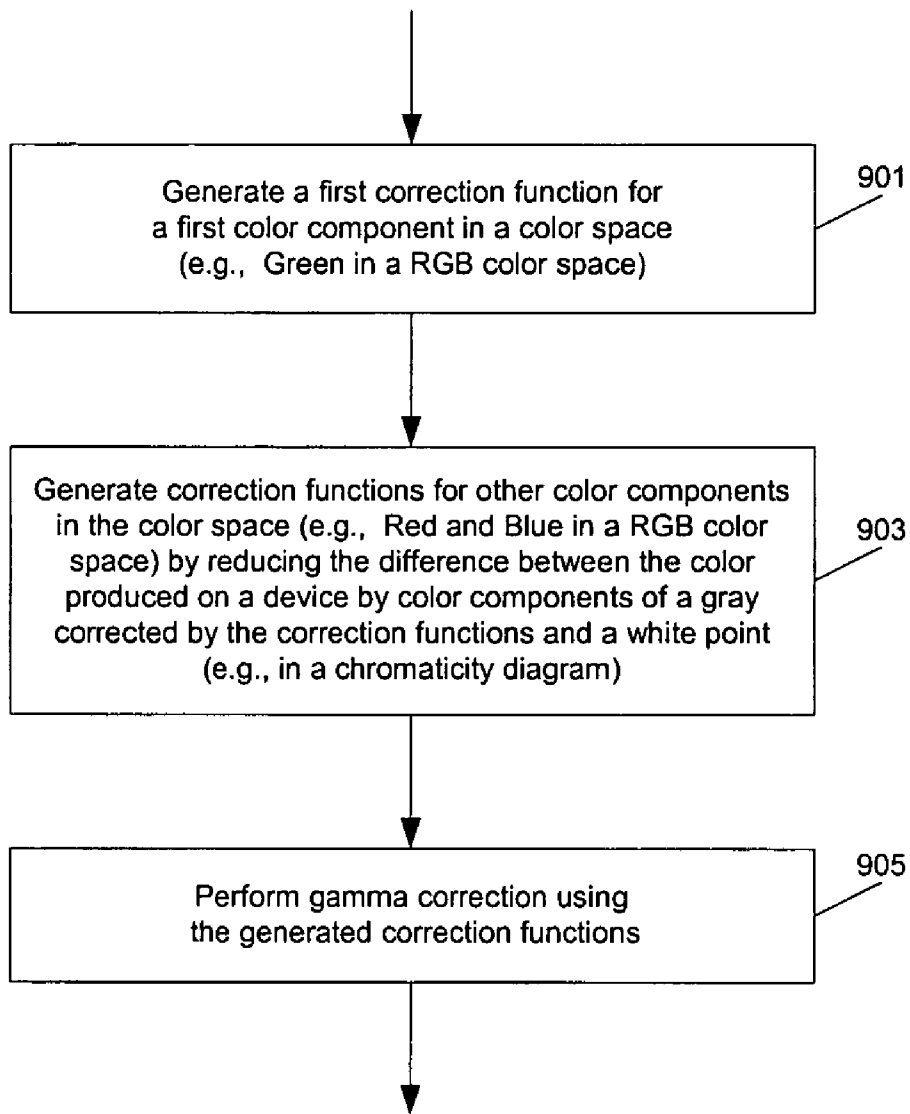 Generate a first correction function for
a first color component in a color space
(e.g., Green in a RGB color space)
901
Generate correction functions for other color components
in the color space (e.g., Red and Blue in a RGB color
space) by reducing the difference between the color
produced on a device by color components of a gray
corrected by the correction functions and a white point
(e.g., in a chromaticity diagram)
903
Perform gamma correction using
the generated correction functions
905